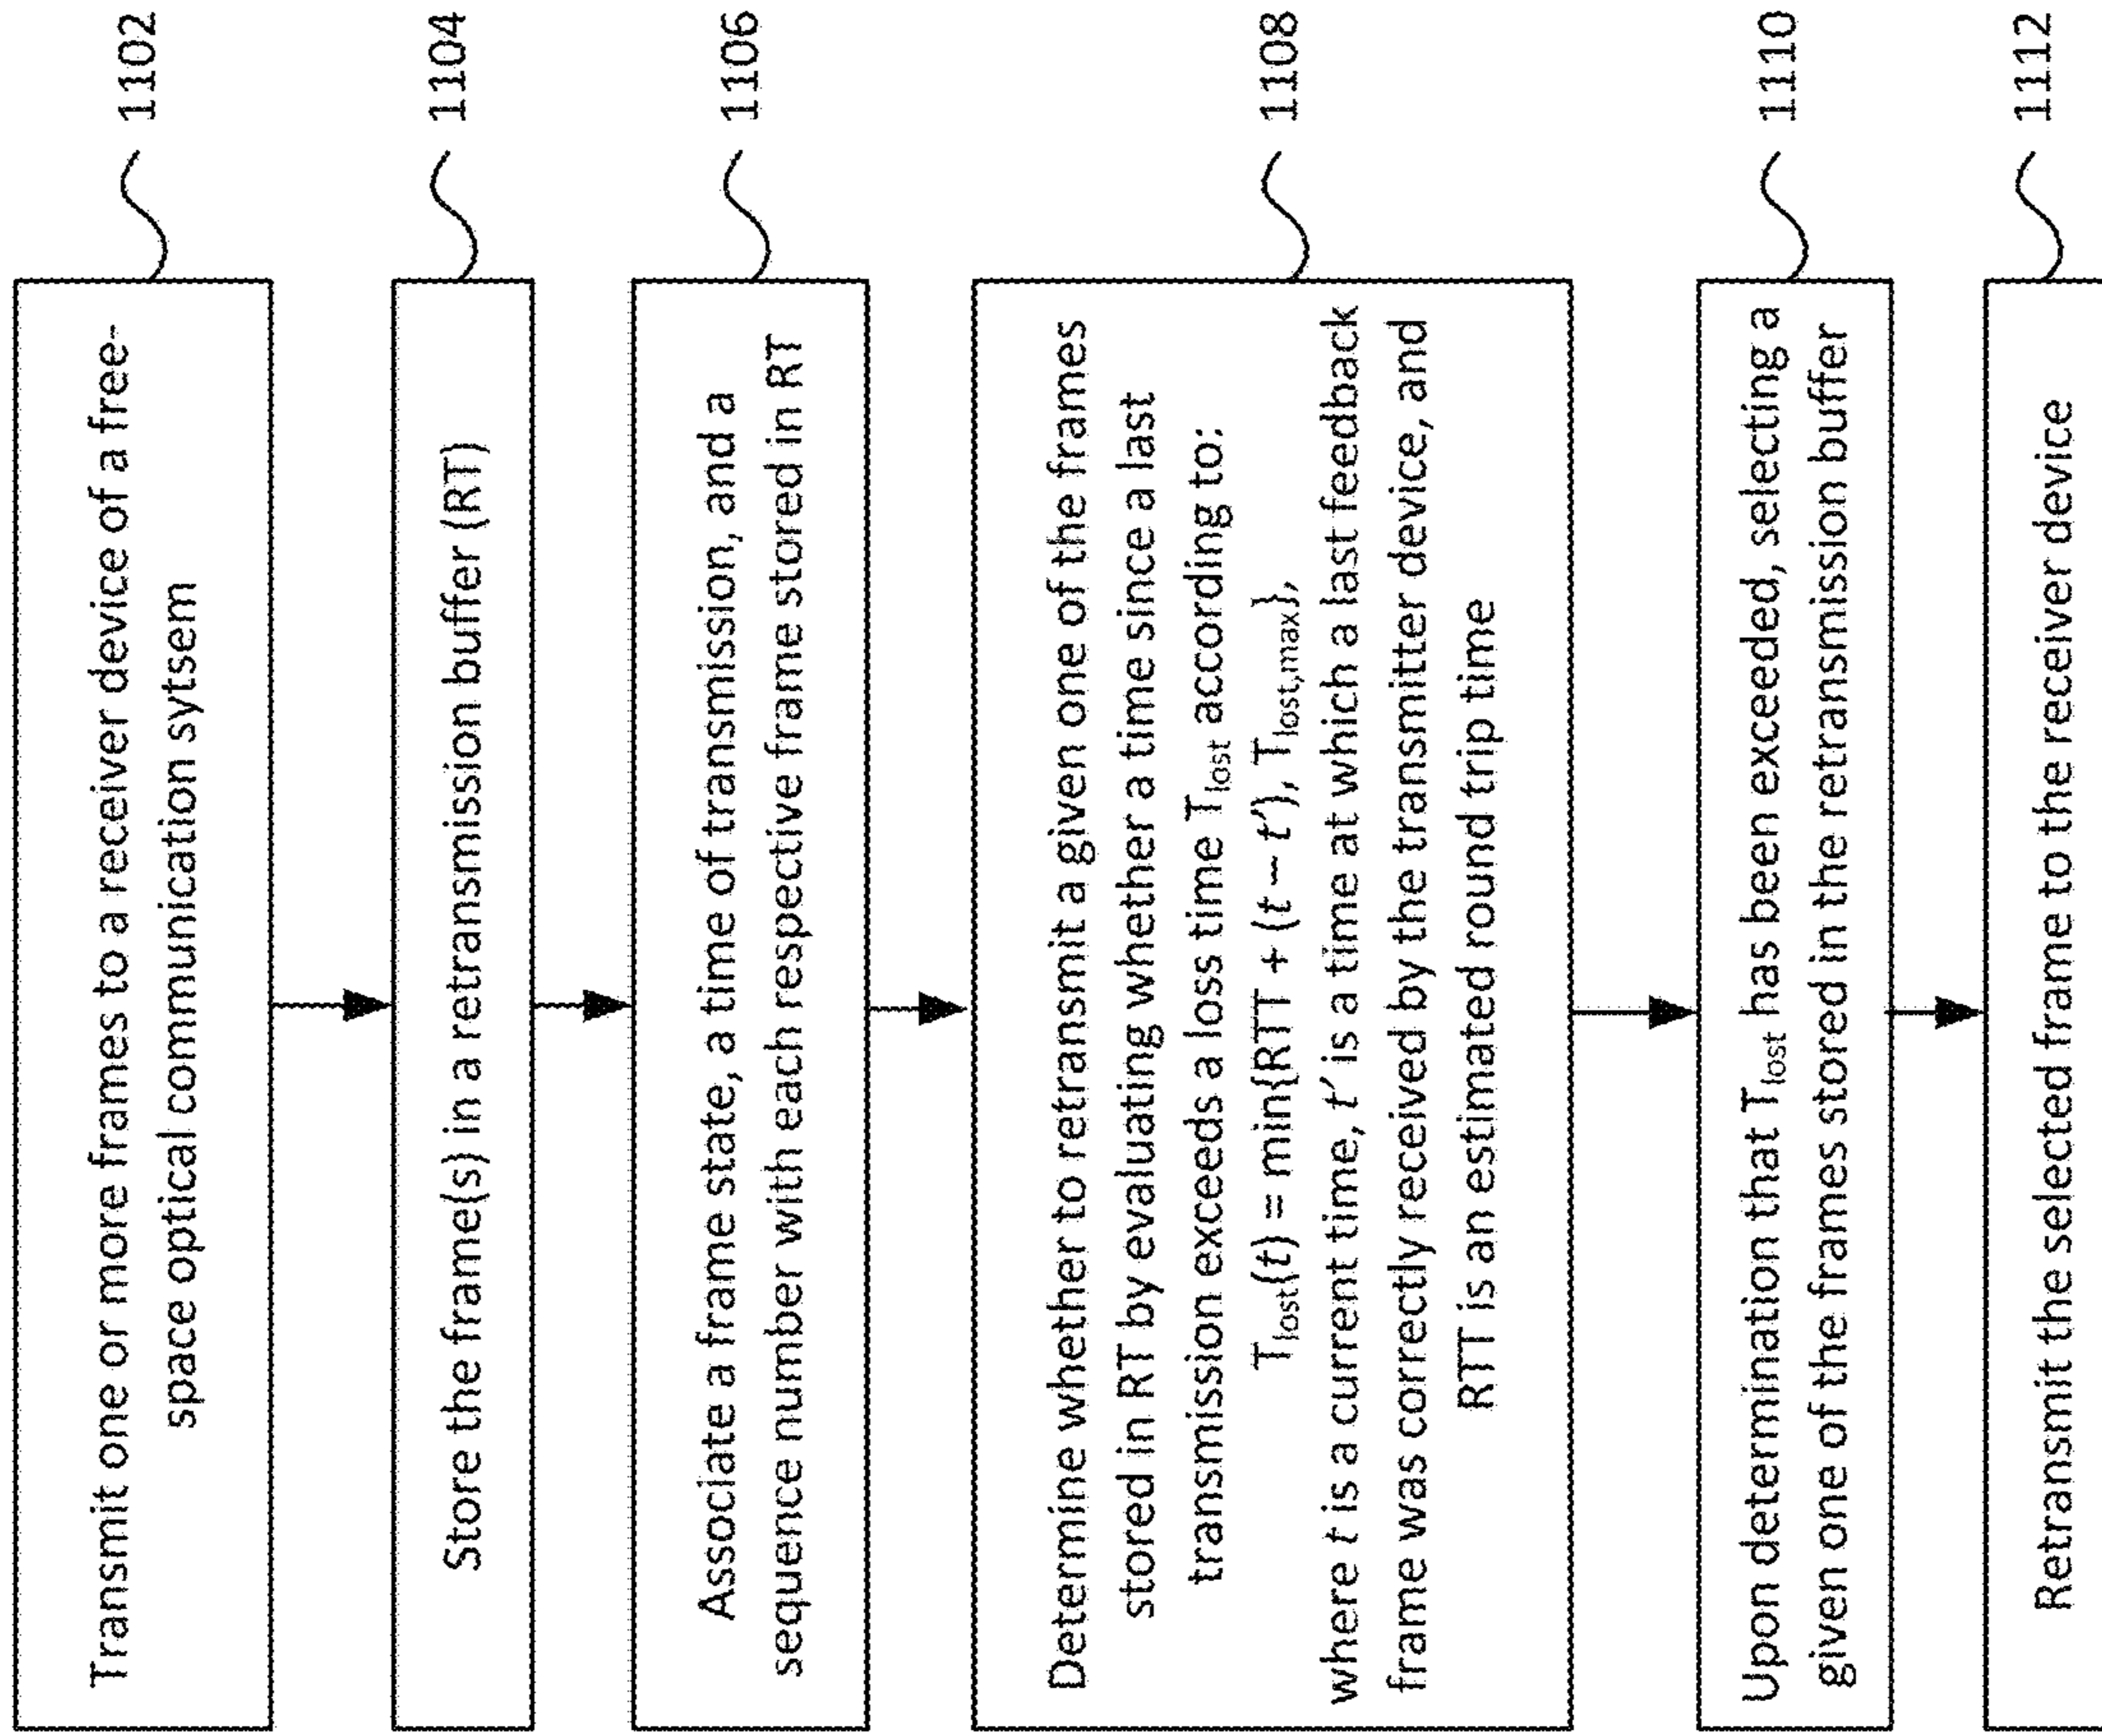 Transmit one or more frames to a receiver device of a free-
space optical communication sytsem
1102
Store the frame(s) in a retransmission buffer (RT)
1104
Associate a frame state, a time of transmission, and a
sequence number with each respective frame stored in RT
1106
Determine whether to retransmit a given one of the frames
stored in RT by evaluating whether a time since a last
transmission exceeds a loss time T_lost according to:
T_lost(t) = min{RTT + (t – t′), T_lost,max},
where t is a current time, t′ is a time at which a last feedback
frame was correctly received by the transmitter device, and
RTT is an estimated round trip time
1108
Upon determination that T_lost has been exceeded, selecting a
given one of the frames stored in the retransmission buffer
1110
Retransmit the selected frame to the receiver device
1112